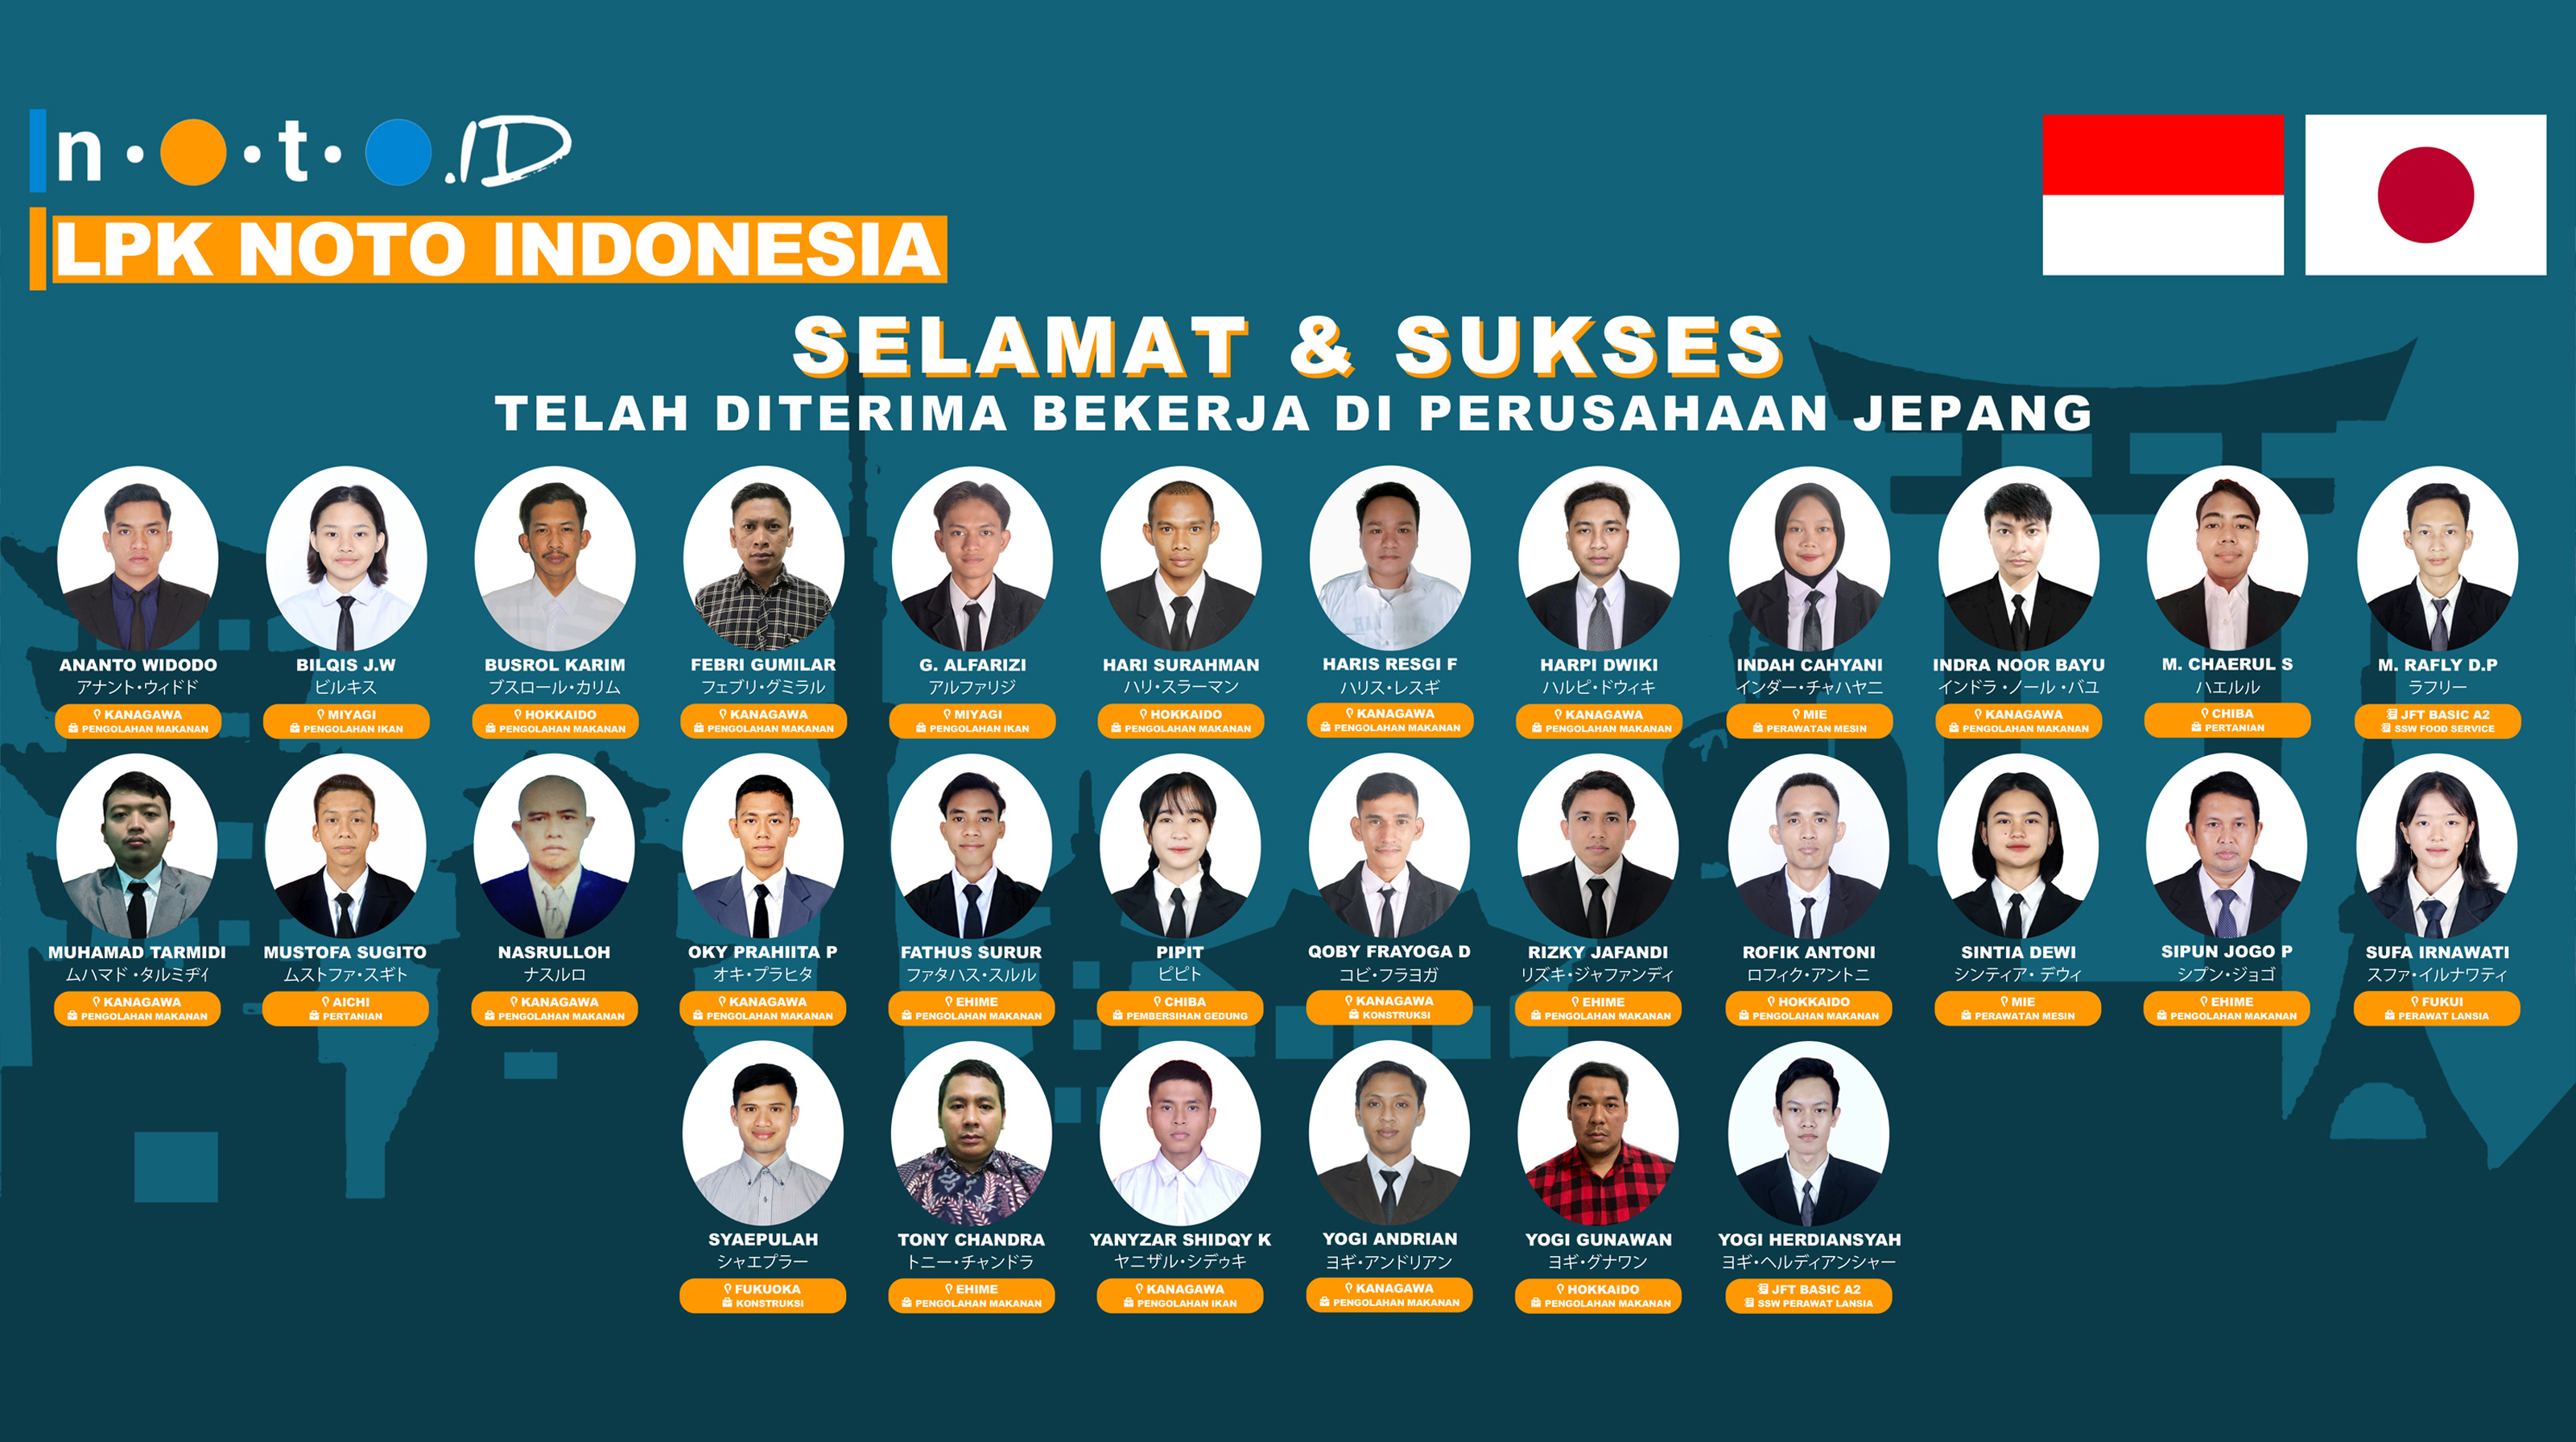 n·o·t·o.ID
LPK NOTO INDONESIA
SELAMAT & SUKSES
TELAH DITERIMA BEKERJA DI PERUSAHAAN JEPANG
ANANTO WIDODO
アナント・ウィドド
KANAGAWA
PENGOLAHAN MAKANAN
BILQIS J.W
ビルキス
MIYAGI
PENGOLAHAN IKAN
BUSROL KARIM
ブスロール・カリム
HOKKAIDO
PENGOLAHAN MAKANAN
FEBRI GUMILAR
フェブリ・グミラル
KANAGAWA
PENGOLAHAN MAKANAN
G. ALFARIZI
アルファリジ
MIYAGI
PENGOLAHAN IKAN
HARI SURAHMAN
ハリ・スラーマン
HOKKAIDO
PENGOLAHAN MAKANAN
HARIS RESGI F
ハリス・レスギ
KANAGAWA
PENGOLAHAN MAKANAN
HARPI DWIKI
ハルピ・ドウィキ
KANAGAWA
PENGOLAHAN MAKANAN
INDAH CAHYANI
インダー・チャハヤニ
MIE
PERAWATAN MESIN
INDRA NOOR BAYU
インドラ・ノール・バユ
KANAGAWA
PENGOLAHAN MAKANAN
M. CHAERUL S
ハエルル
CHIBA
PERTANIAN
M. RAFLY D.P
ラフリー
JFT BASIC A2
SSW FOOD SERVICE
MUHAMAD TARMIDI
ムハマド・タルミヂィ
KANAGAWA
PENGOLAHAN MAKANAN
MUSTOFA SUGITO
ムストファ・スギト
AICHI
PERTANIAN
NASRULLOH
ナスルロ
KANAGAWA
PENGOLAHAN MAKANAN
OKY PRAHIITA P
オキ・プラヒタ
KANAGAWA
PENGOLAHAN MAKANAN
FATHUS SURUR
ファタハス・スルル
EHIME
PENGOLAHAN MAKANAN
PIPIT
ピピト
CHIBA
PEMBERSIHAN GEDUNG
QOBY FRAYOGA D
コビ・フラヨガ
KANAGAWA
KONSTRUKSI
RIZKY JAFANDI
リズキ・ジャファンディ
EHIME
PENGOLAHAN MAKANAN
ROFIK ANTONI
ロフィク・アントニ
HOKKAIDO
PENGOLAHAN MAKANAN
SINTIA DEWI
シンティア・デウィ
MIE
PERAWATAN MESIN
SIPUN JOGO P
シプン・ジョゴ
EHIME
PENGOLAHAN MAKANAN
SUFA IRNAWATI
スファ・イルナワティ
FUKUI
PERAWAT LANSIA
SYAEPULAH
シャエプラー
FUKUOKA
KONSTRUKSI
TONY CHANDRA
トニー・チャンドラ
EHIME
PENGOLAHAN MAKANAN
YANYZAR SHIDQY K
ヤニザル・シデゥキ
KANAGAWA
PENGOLAHAN IKAN
YOGI ANDRIAN
ヨギ・アンドリアン
KANAGAWA
PENGOLAHAN MAKANAN
YOGI GUNAWAN
ヨギ・グナワン
HOKKAIDO
PENGOLAHAN MAKANAN
YOGI HERDIANSYAH
ヨギ・ヘルディアンシャー
JFT BASIC A2
SSW PERAWAT LANSIA